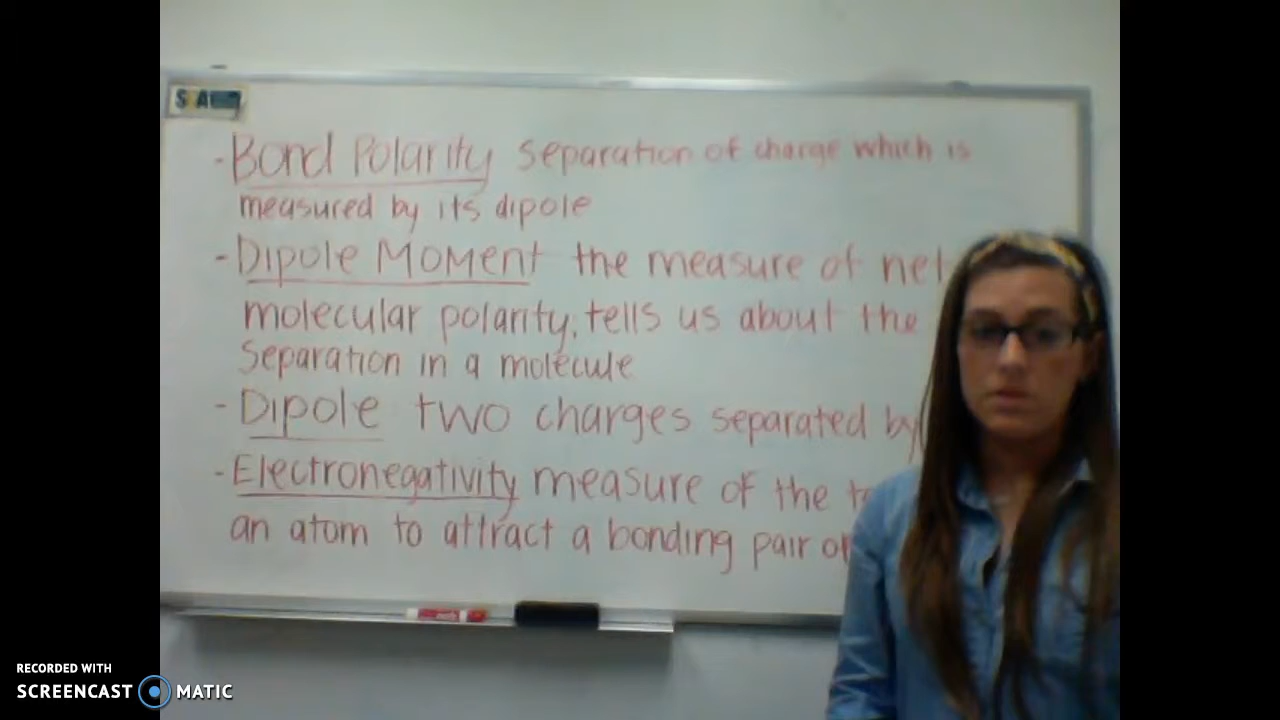 - Bond Polarity separation of charge which is
measured by its dipole
- Dipole Moment the measure of net
molecular polarity, tells us about the
separation in a molecule
- Dipole two charges separated by
- Electronegativity measure of the
an atom to attract a bonding pair of
RECORDED WITH
SCREENCAST MATIC